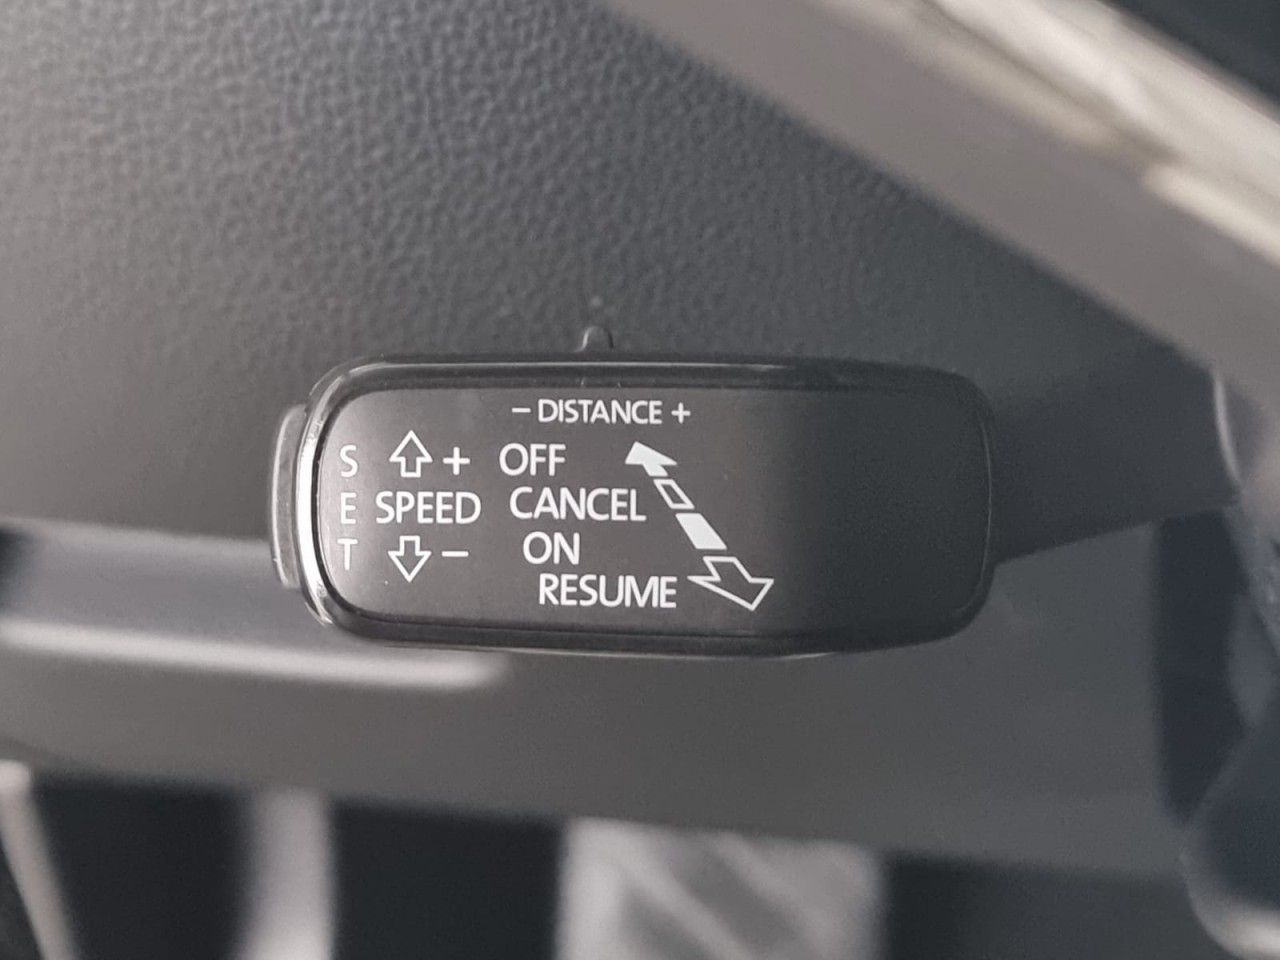 − DISTANCE +
S + OFF
E SPEED CANCEL
T − ON
RESUME